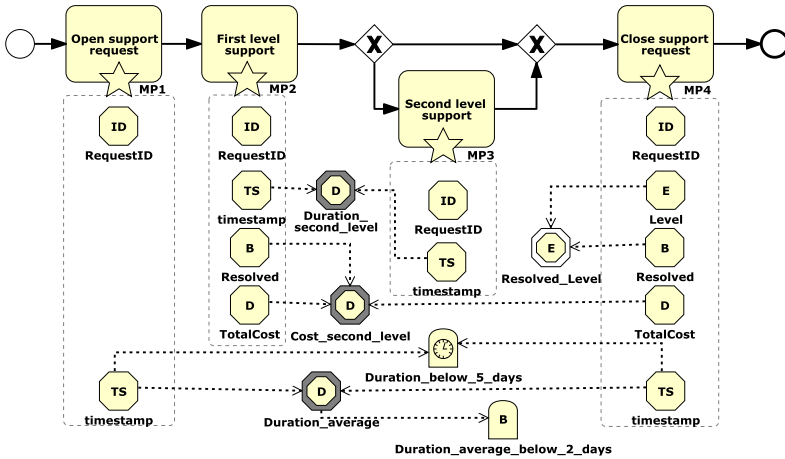 Open support
request
MP1
First level
support
MP2
X
X
Second level
support
MP3
Close support
request
MP4
ID
RequestID
ID
RequestID
ID
RequestID
TS
timestamp
D
Duration_
second_level
ID
RequestID
E
Level
B
Resolved
TS
timestamp
E
Resolved_Level
B
Resolved
D
TotalCost
D
Cost_second_level
D
TotalCost
Duration_below_5_days
TS
timestamp
D
Duration_average
TS
timestamp
B
Duration_average_below_2_days